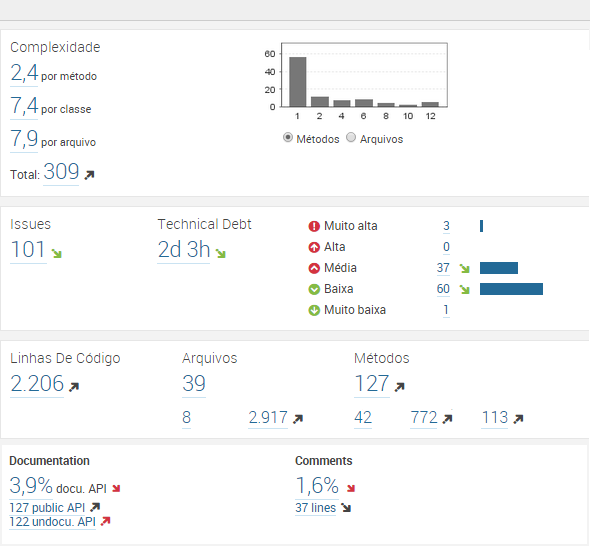 Complexidade
2,4 por método
7,4 por classe
7,9 por arquivo
Total: 309
60
40
20
0
1 2 4 6 8 10 12
Métodos Arquivos
Issues
101
Technical Debt
2d 3h
Muito alta 3
Alta 0
Média 37
Baixa 60
Muito baixa 1
Linhas De Código
2.206
Arquivos
39
Métodos
127
8 2.917 42 772 113
Documentation
3,9% docu. API
127 public API
122 undocu. API
Comments
1,6%
37 lines